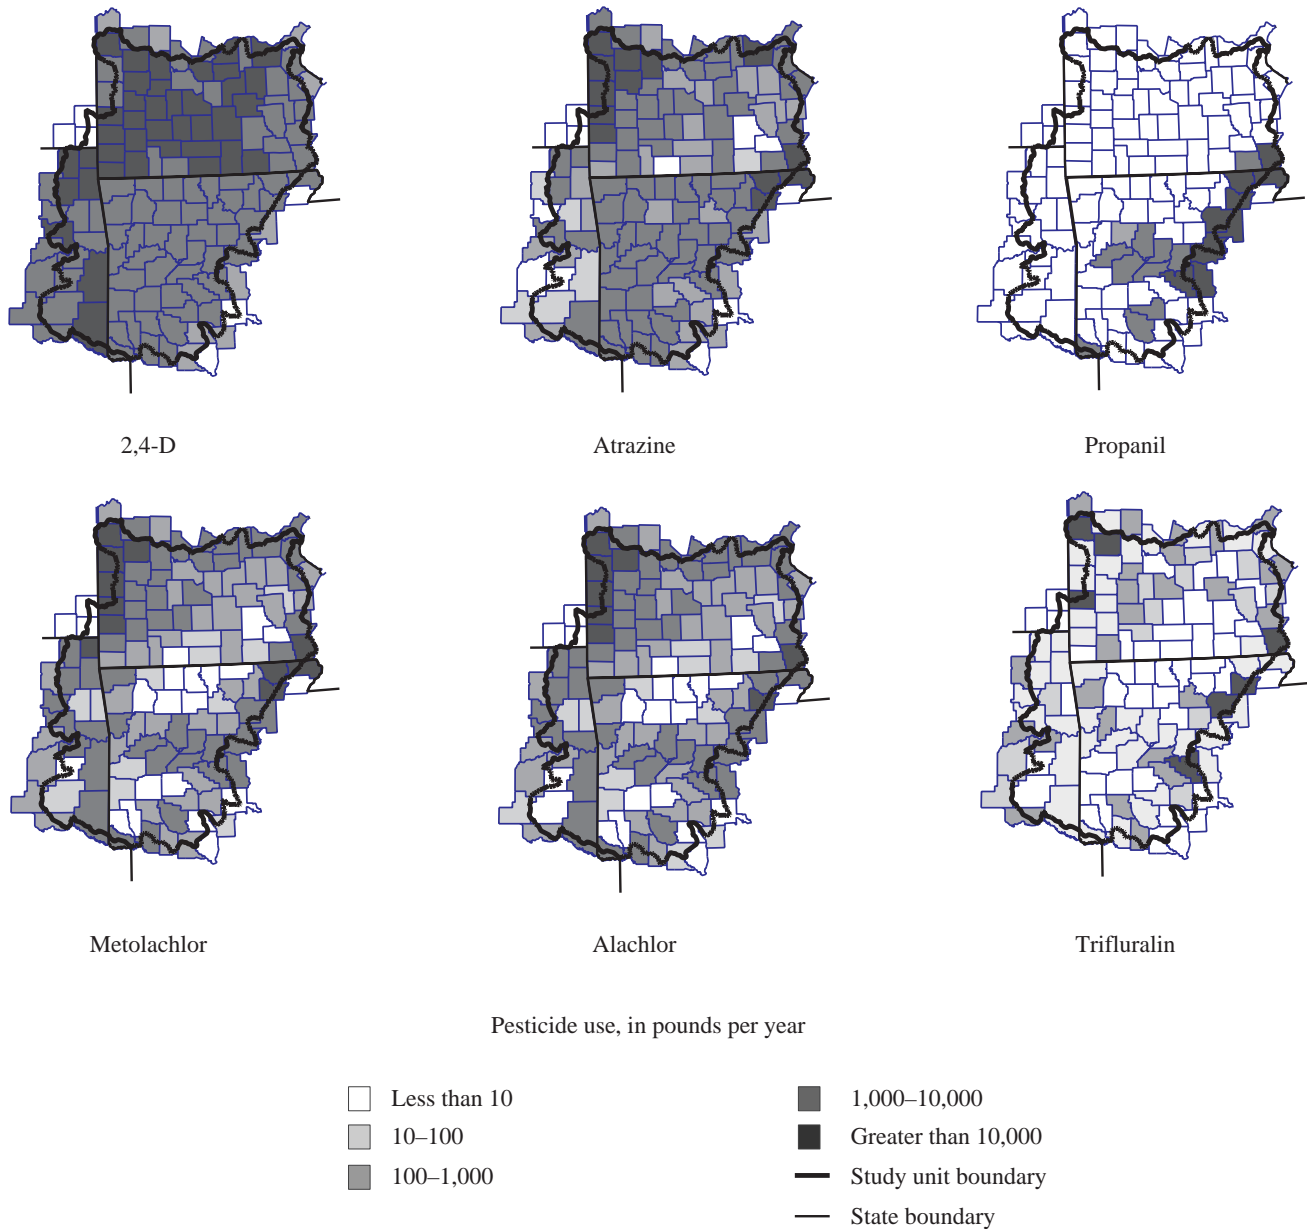 2,4-D
Atrazine
Propanil
Metolachlor
Alachlor
Trifluralin
Pesticide use, in pounds per year
Less than 10
10–100
100–1,000
1,000–10,000
Greater than 10,000
Study unit boundary
State boundary